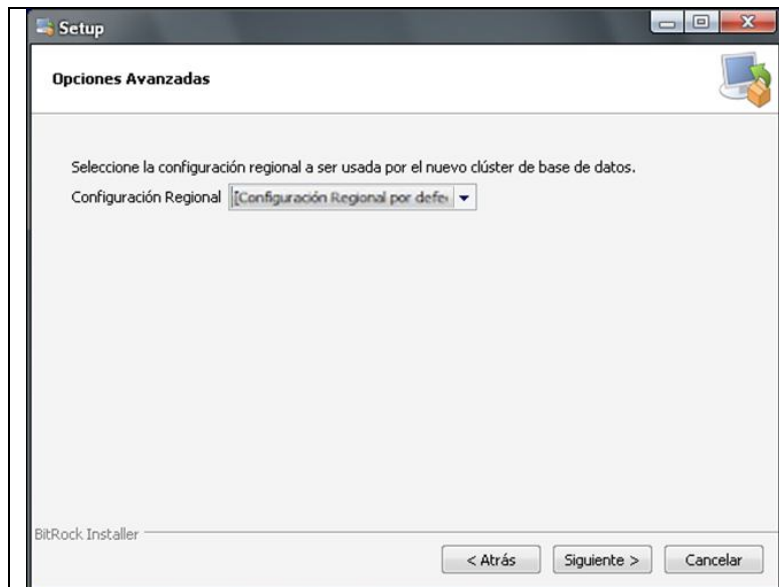 Setup
Opciones Avanzadas
Seleccione la configuración regional a ser usada por el nuevo clúster de base de datos.
Configuración Regional [Configuración Regional por defe
BitRock Installer
< Atrás Siguiente > Cancelar